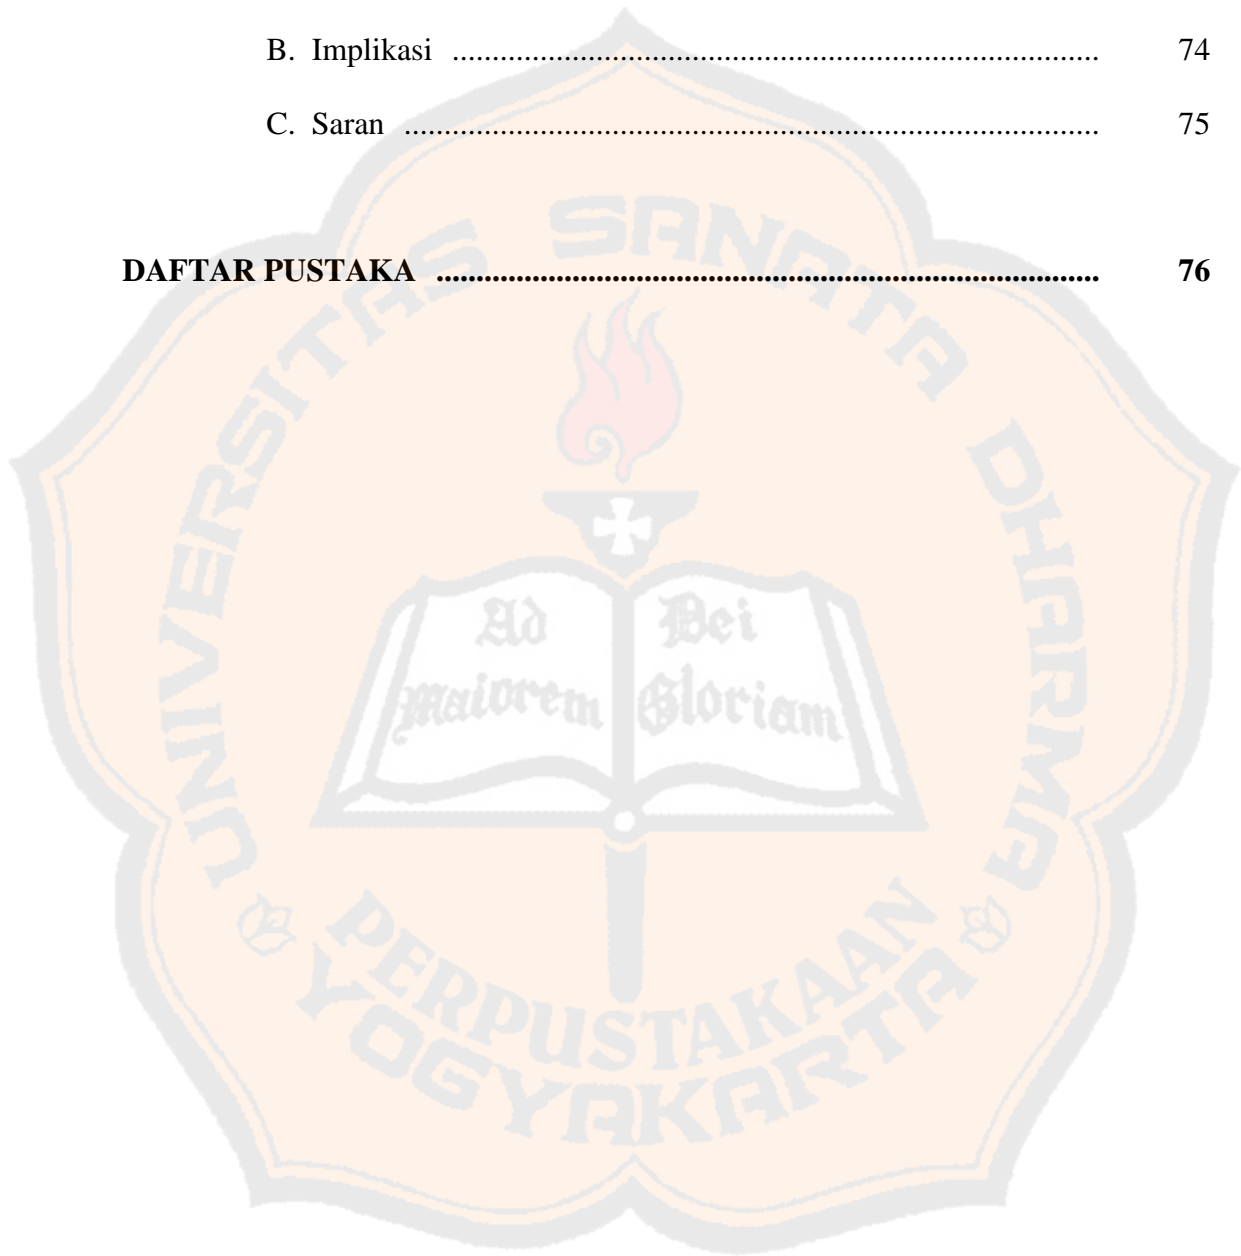 B. Implikasi .................................................................................. 74
C. Saran ........................................................................................ 75
DAFTAR PUSTAKA .................................................................................... 76
UNIVERSITAS SANATA DHARMA
Ad Dei
maiorem Gloriam
PERPUSTAKAAN
YOGYAKARTA